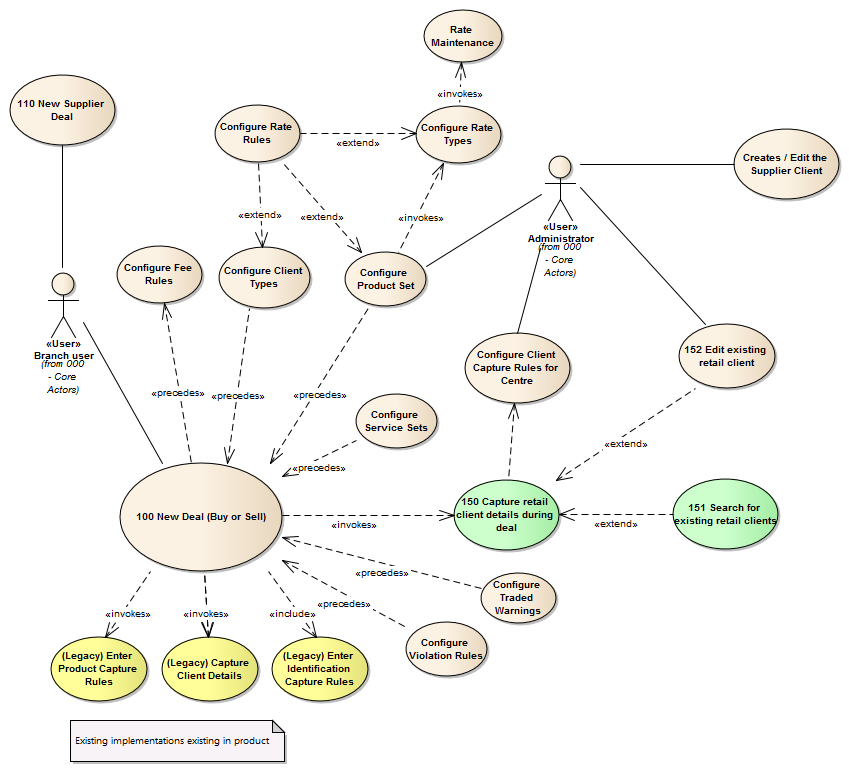 Rate
Maintenance
«invokes»
110 New Supplier
Deal
Configure Rate
Rules
«extend»
Configure Rate
Types
Creates / Edit the
Supplier Client
«extend»
«extend»
«invokes»
«User»
Administrator
(from 000
- Core
Actors)
Configure Fee
Rules
Configure Client
Types
Configure
Product Set
«User»
Branch user
(from 000
- Core
Actors)
Configure Client
Capture Rules for
Centre
152 Edit existing
retail client
«precedes»
«precedes»
«precedes»
Configure
Service Sets
«extend»
«precedes»
100 New Deal (Buy or Sell)
«invokes»
150 Capture retail
client details during
deal
«extend»
151 Search for
existing retail clients
«precedes»
«precedes»
Configure
Traded
Warnings
«invokes»
«invokes»
«include»
Configure
Violation Rules
(Legacy) Enter
Product Capture
Rules
(Legacy) Capture
Client Details
(Legacy) Enter
Identification
Capture Rules
Existing implementations existing in product